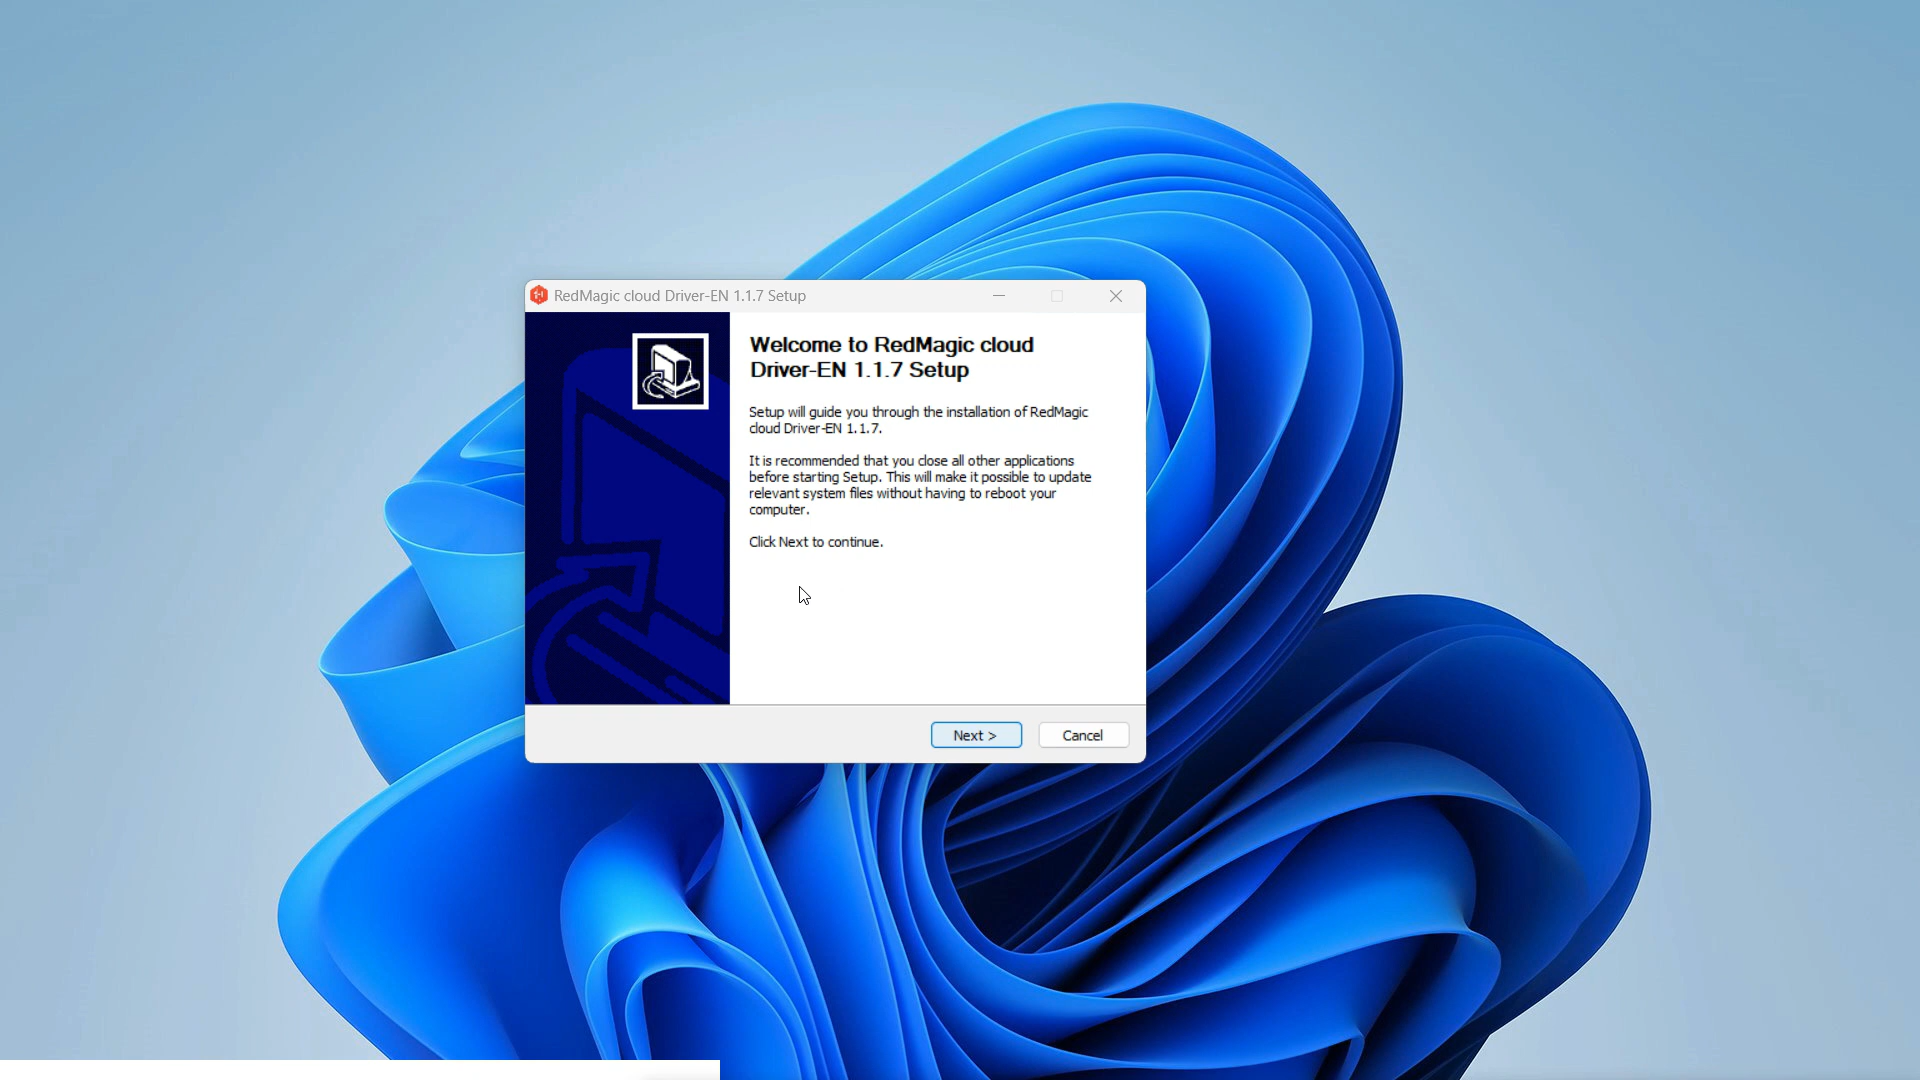 RedMagic cloud Driver-EN 1.1.7 Setup
Welcome to RedMagic cloud
Driver-EN 1.1.7 Setup
Setup will guide you through the installation of RedMagic
cloud Driver-EN 1.1.7.
It is recommended that you close all other applications
before starting Setup. This will make it possible to update
relevant system files without having to reboot your
computer.
Click Next to continue.
Next >
Cancel